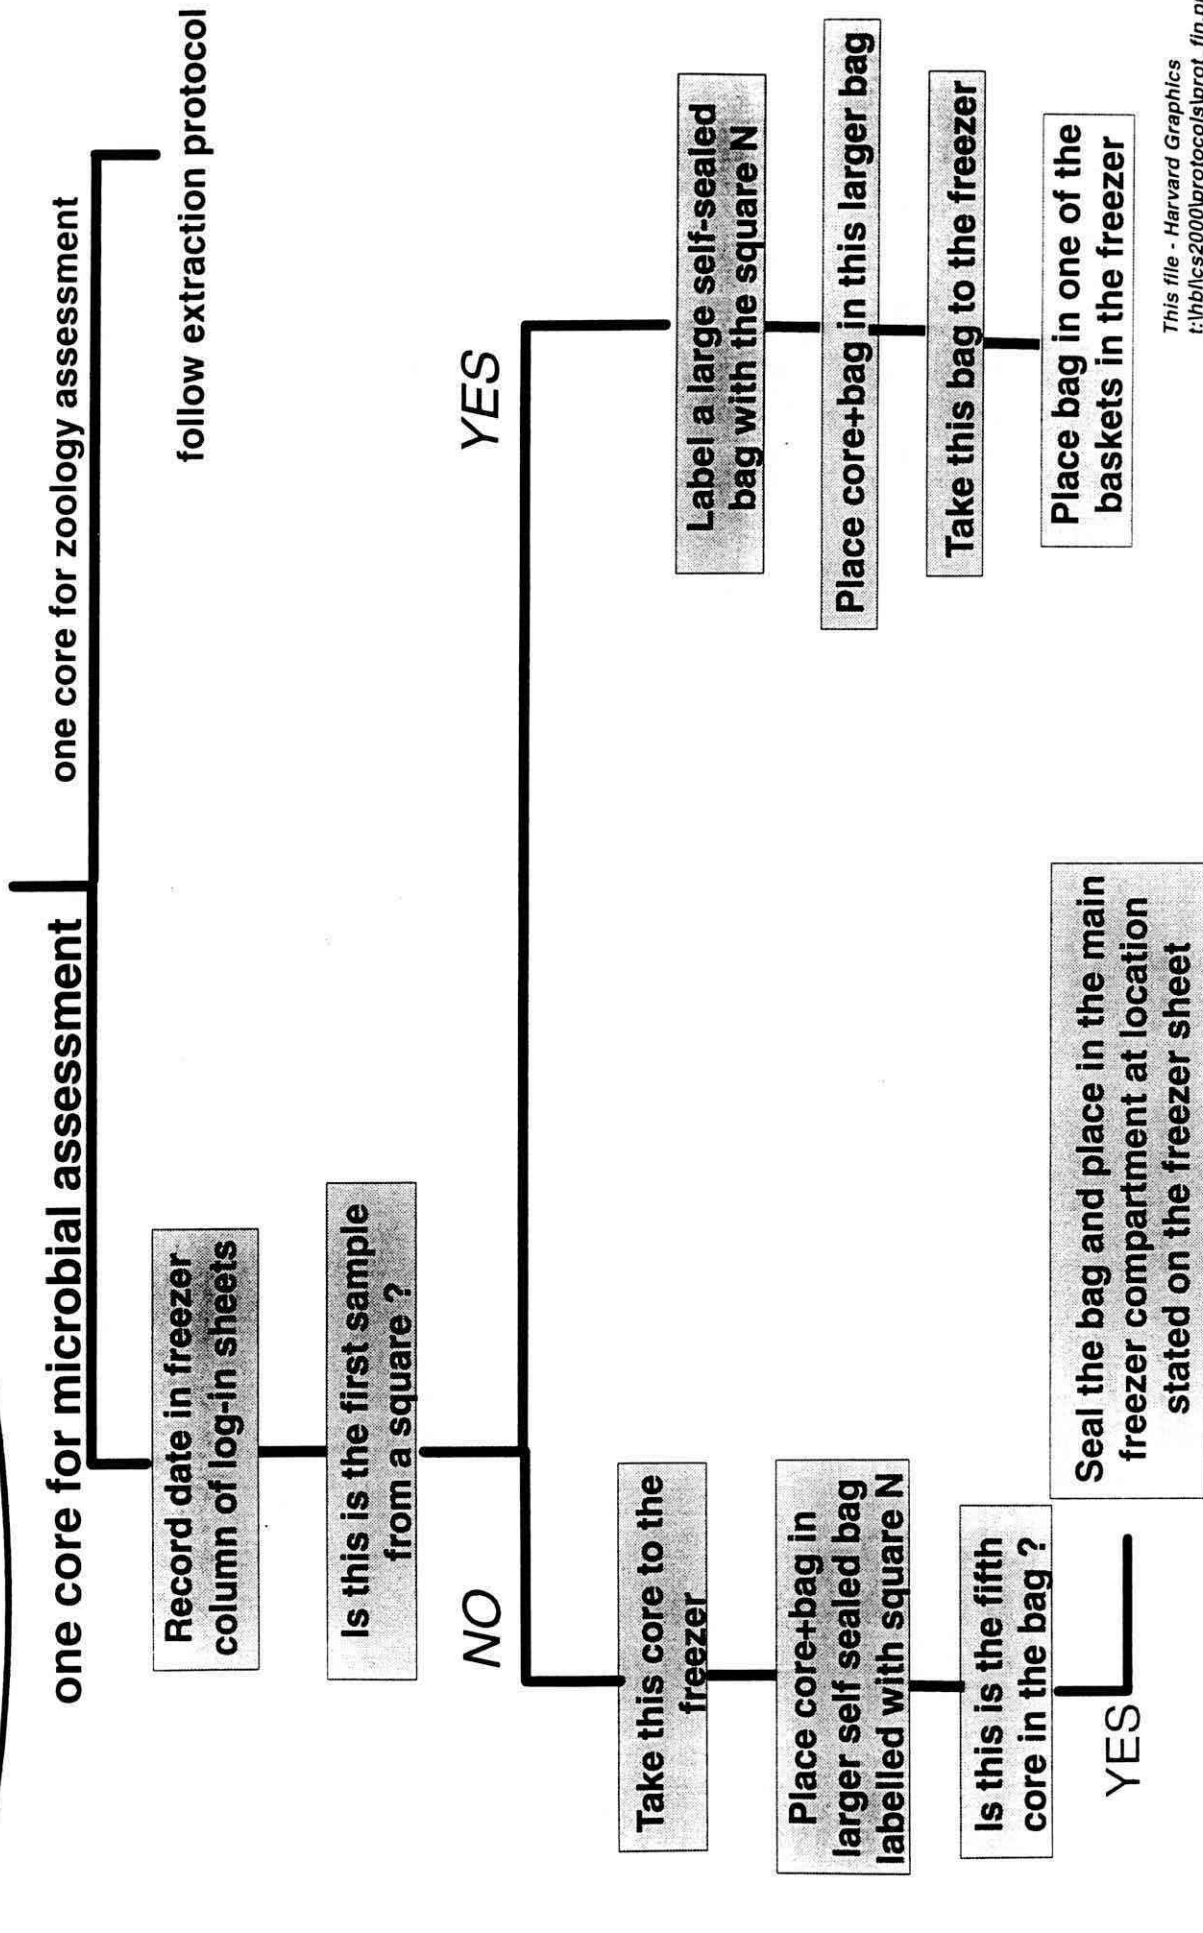 one core for microbial assessment
one core for zoology assessment
follow extraction protocol
Record date in freezer
column of log-in sheets
Is this is the first sample
from a square ?
NO
YES
Take this core to the
freezer
Place core+bag in
larger self sealed bag
labelled with square N
Is this is the fifth
core in the bag ?
YES
Seal the bag and place in the main
freezer compartment at location
stated on the freezer sheet
Label a large self-sealed
bag with the square N
Place core+bag in this larger bag
Take this bag to the freezer
Place bag in one of the
baskets in the freezer
This file - Harvard Graphics